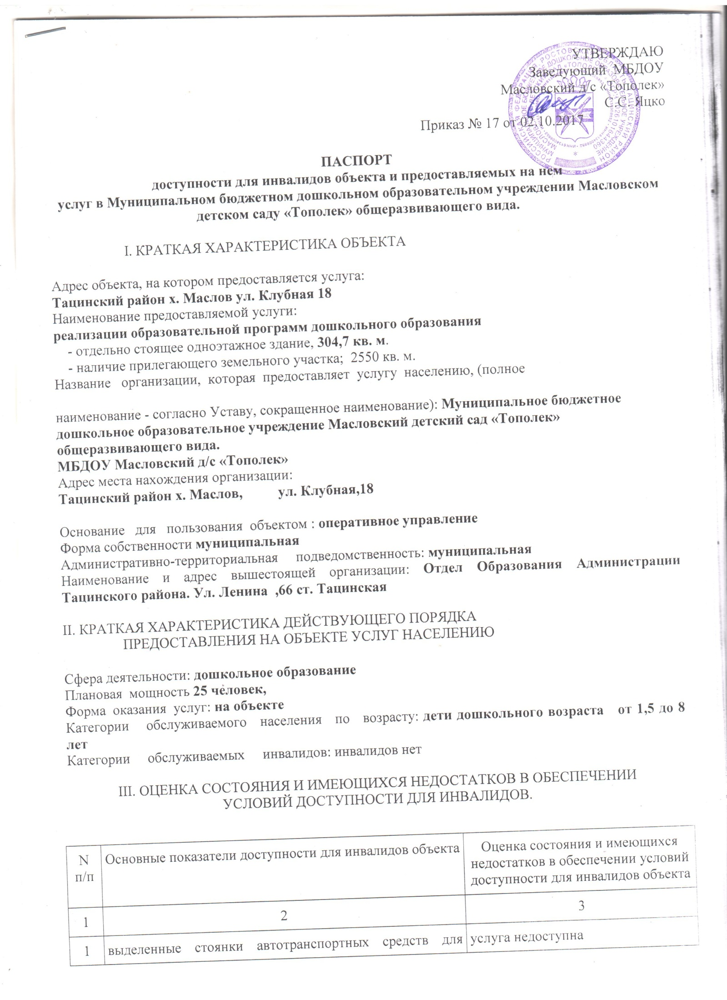 УТВЕРЖДАЮ
Заведующий МБДОУ
Масловский д/с «Тополек»
С.С. Яцко
Приказ № 17 от 02.10.2017
ПАСПОРТ
доступности для инвалидов объекта и предоставляемых на нем
услуг в Муниципальном бюджетном дошкольном образовательном учреждении Масловском
детском саду «Тополек» общеразвивающего вида.
I. КРАТКАЯ ХАРАКТЕРИСТИКА ОБЪЕКТА
Адрес объекта, на котором предоставляется услуга:
Тацинский район х. Маслов ул. Клубная 18
Наименование предоставляемой услуги:
реализации образовательной программ дошкольного образования
- отдельно стоящее одноэтажное здание, 304,7 кв. м.
- наличие прилегающего земельного участка; 2550 кв. м.
Название организации, которая предоставляет услугу населению, (полное
наименование - согласно Уставу, сокращенное наименование): Муниципальное бюджетное
дошкольное образовательное учреждение Масловский детский сад «Тополек»
общеразвивающего вида.
МБДОУ Масловский д/с «Тополек»
Адрес места нахождения организации:
Тацинский район х. Маслов, ул. Клубная,18
Основание для пользования объектом : оперативное управление
Форма собственности муниципальная
Административно-территориальная подведомственность: муниципальная
Наименование и адрес вышестоящей организации: Отдел Образования Администрации
Тацинского района. Ул. Ленина ,66 ст. Тацинская
II. КРАТКАЯ ХАРАКТЕРИСТИКА ДЕЙСТВУЮЩЕГО ПОРЯДКА
ПРЕДОСТАВЛЕНИЯ НА ОБЪЕКТЕ УСЛУГ НАСЕЛЕНИЮ
Сфера деятельности: дошкольное образование
Плановая мощность 25 человек,
Форма оказания услуг: на объекте
Категории обслуживаемого населения по возрасту: дети дошкольного возраста от 1,5 до 8
лет
Категории обслуживаемых инвалидов: инвалидов нет
III. ОЦЕНКА СОСТОЯНИЯ И ИМЕЮЩИХСЯ НЕДОСТАТКОВ В ОБЕСПЕЧЕНИИ
УСЛОВИЙ ДОСТУПНОСТИ ДЛЯ ИНВАЛИДОВ.
N
п/п
Основные показатели доступности для инвалидов объекта
Оценка состояния и имеющихся
недостатков в обеспечении условий
доступности для инвалидов объекта
1
2
3
1
выделенные стоянки автотранспортных средств для
услуга недоступна
РОССИЙСКАЯ ФЕДЕРАЦИЯ РОСТОВСКАЯ ОБЛАСТЬ ТАЦИНСКИЙ РАЙОН